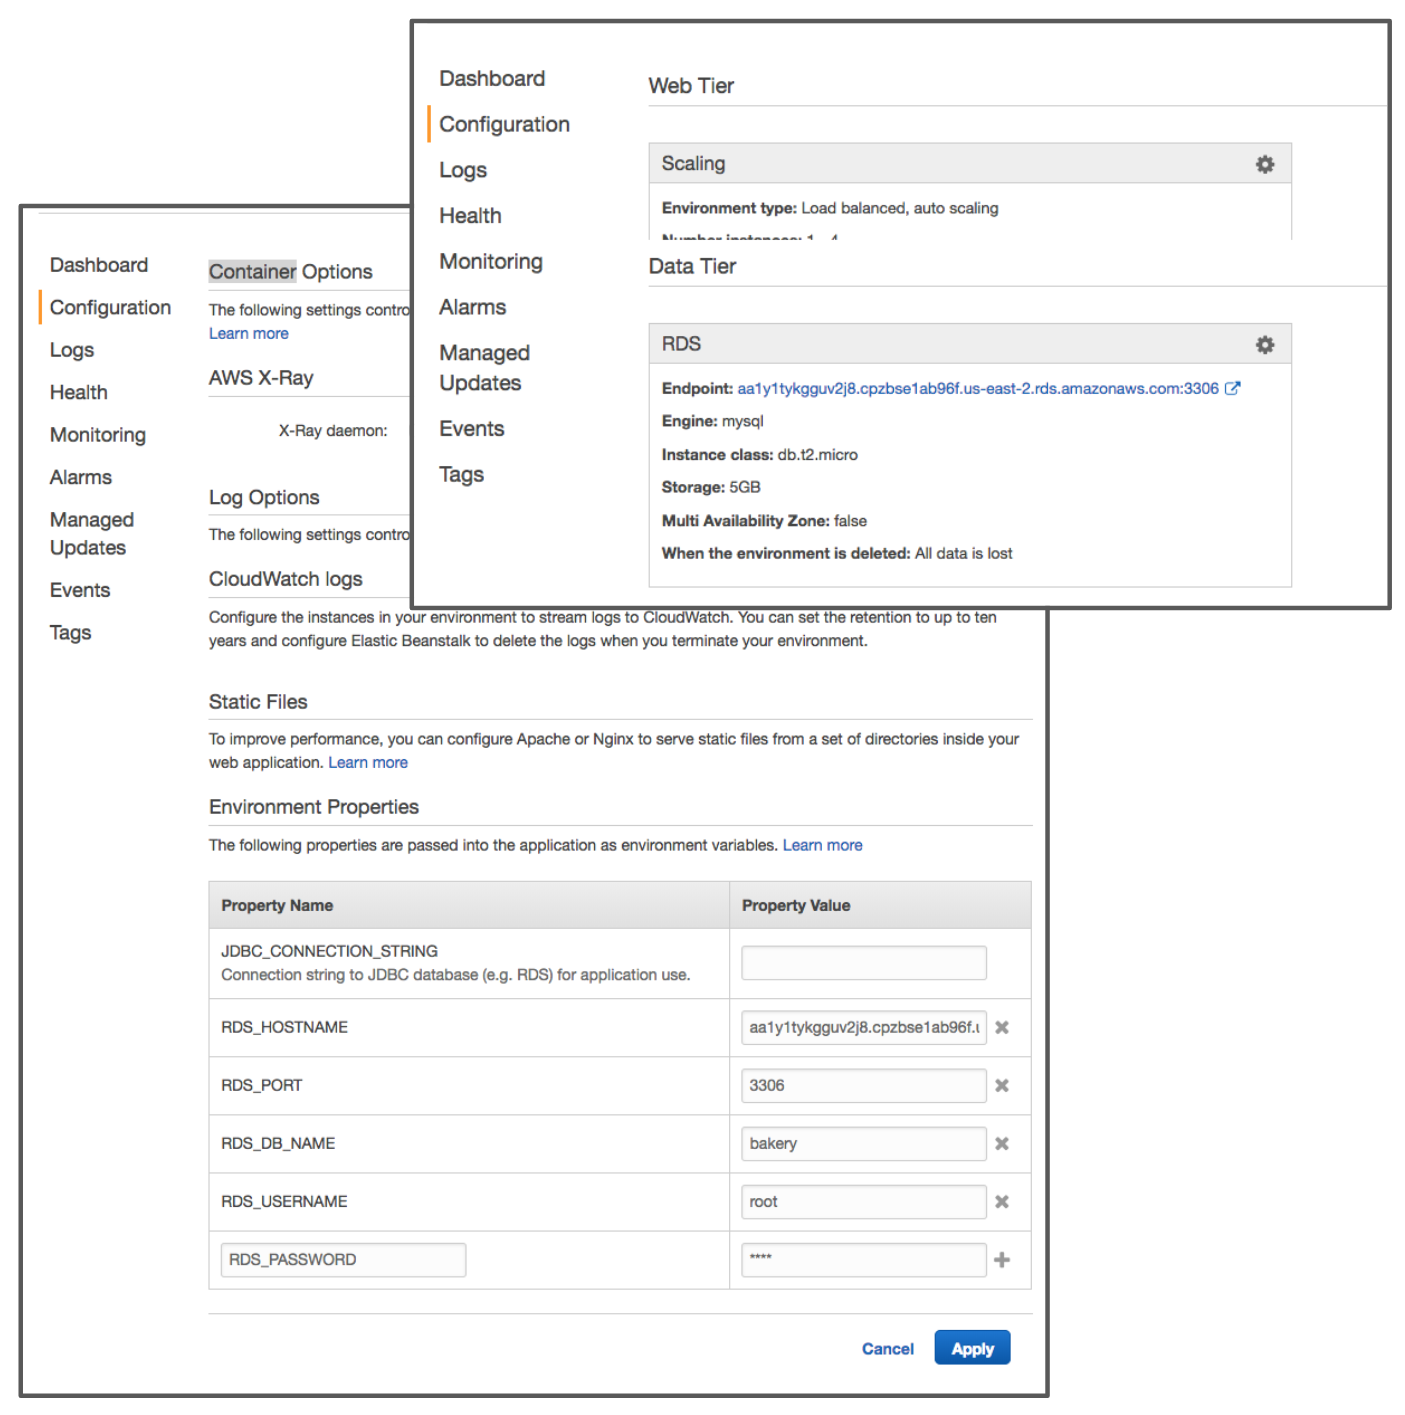 Dashboard
Configuration
Logs
Health
Monitoring
Alarms
Managed
Updates
Events
Tags
Web Tier
Scaling
Environment type: Load balanced, auto scaling
Number instances: 1 - 4
Data Tier
RDS
Endpoint: aa1y1tykgguv2j8.cpzbse1ab96f.us-east-2.rds.amazonaws.com:3306
Engine: mysql
Instance class: db.t2.micro
Storage: 5GB
Multi Availability Zone: false
When the environment is deleted: All data is lost
Dashboard
Configuration
Logs
Health
Monitoring
Alarms
Managed
Updates
Events
Tags
Container Options
The following settings contro
Learn more
AWS X-Ray
X-Ray daemon:
Log Options
The following settings contro
CloudWatch logs
Configure the instances in your environment to stream logs to CloudWatch. You can set the retention to up to ten
years and configure Elastic Beanstalk to delete the logs when you terminate your environment.
Static Files
To improve performance, you can configure Apache or Nginx to serve static files from a set of directories inside your
web application. Learn more
Environment Properties
The following properties are passed into the application as environment variables. Learn more
Property Name Property Value
JDBC_CONNECTION_STRING
Connection string to JDBC database (e.g. RDS) for application use.
RDS_HOSTNAME aa1y1tykgguv2j8.cpzbse1ab96f.u
RDS_PORT 3306
RDS_DB_NAME bakery
RDS_USERNAME root
RDS_PASSWORD ****
Cancel Apply